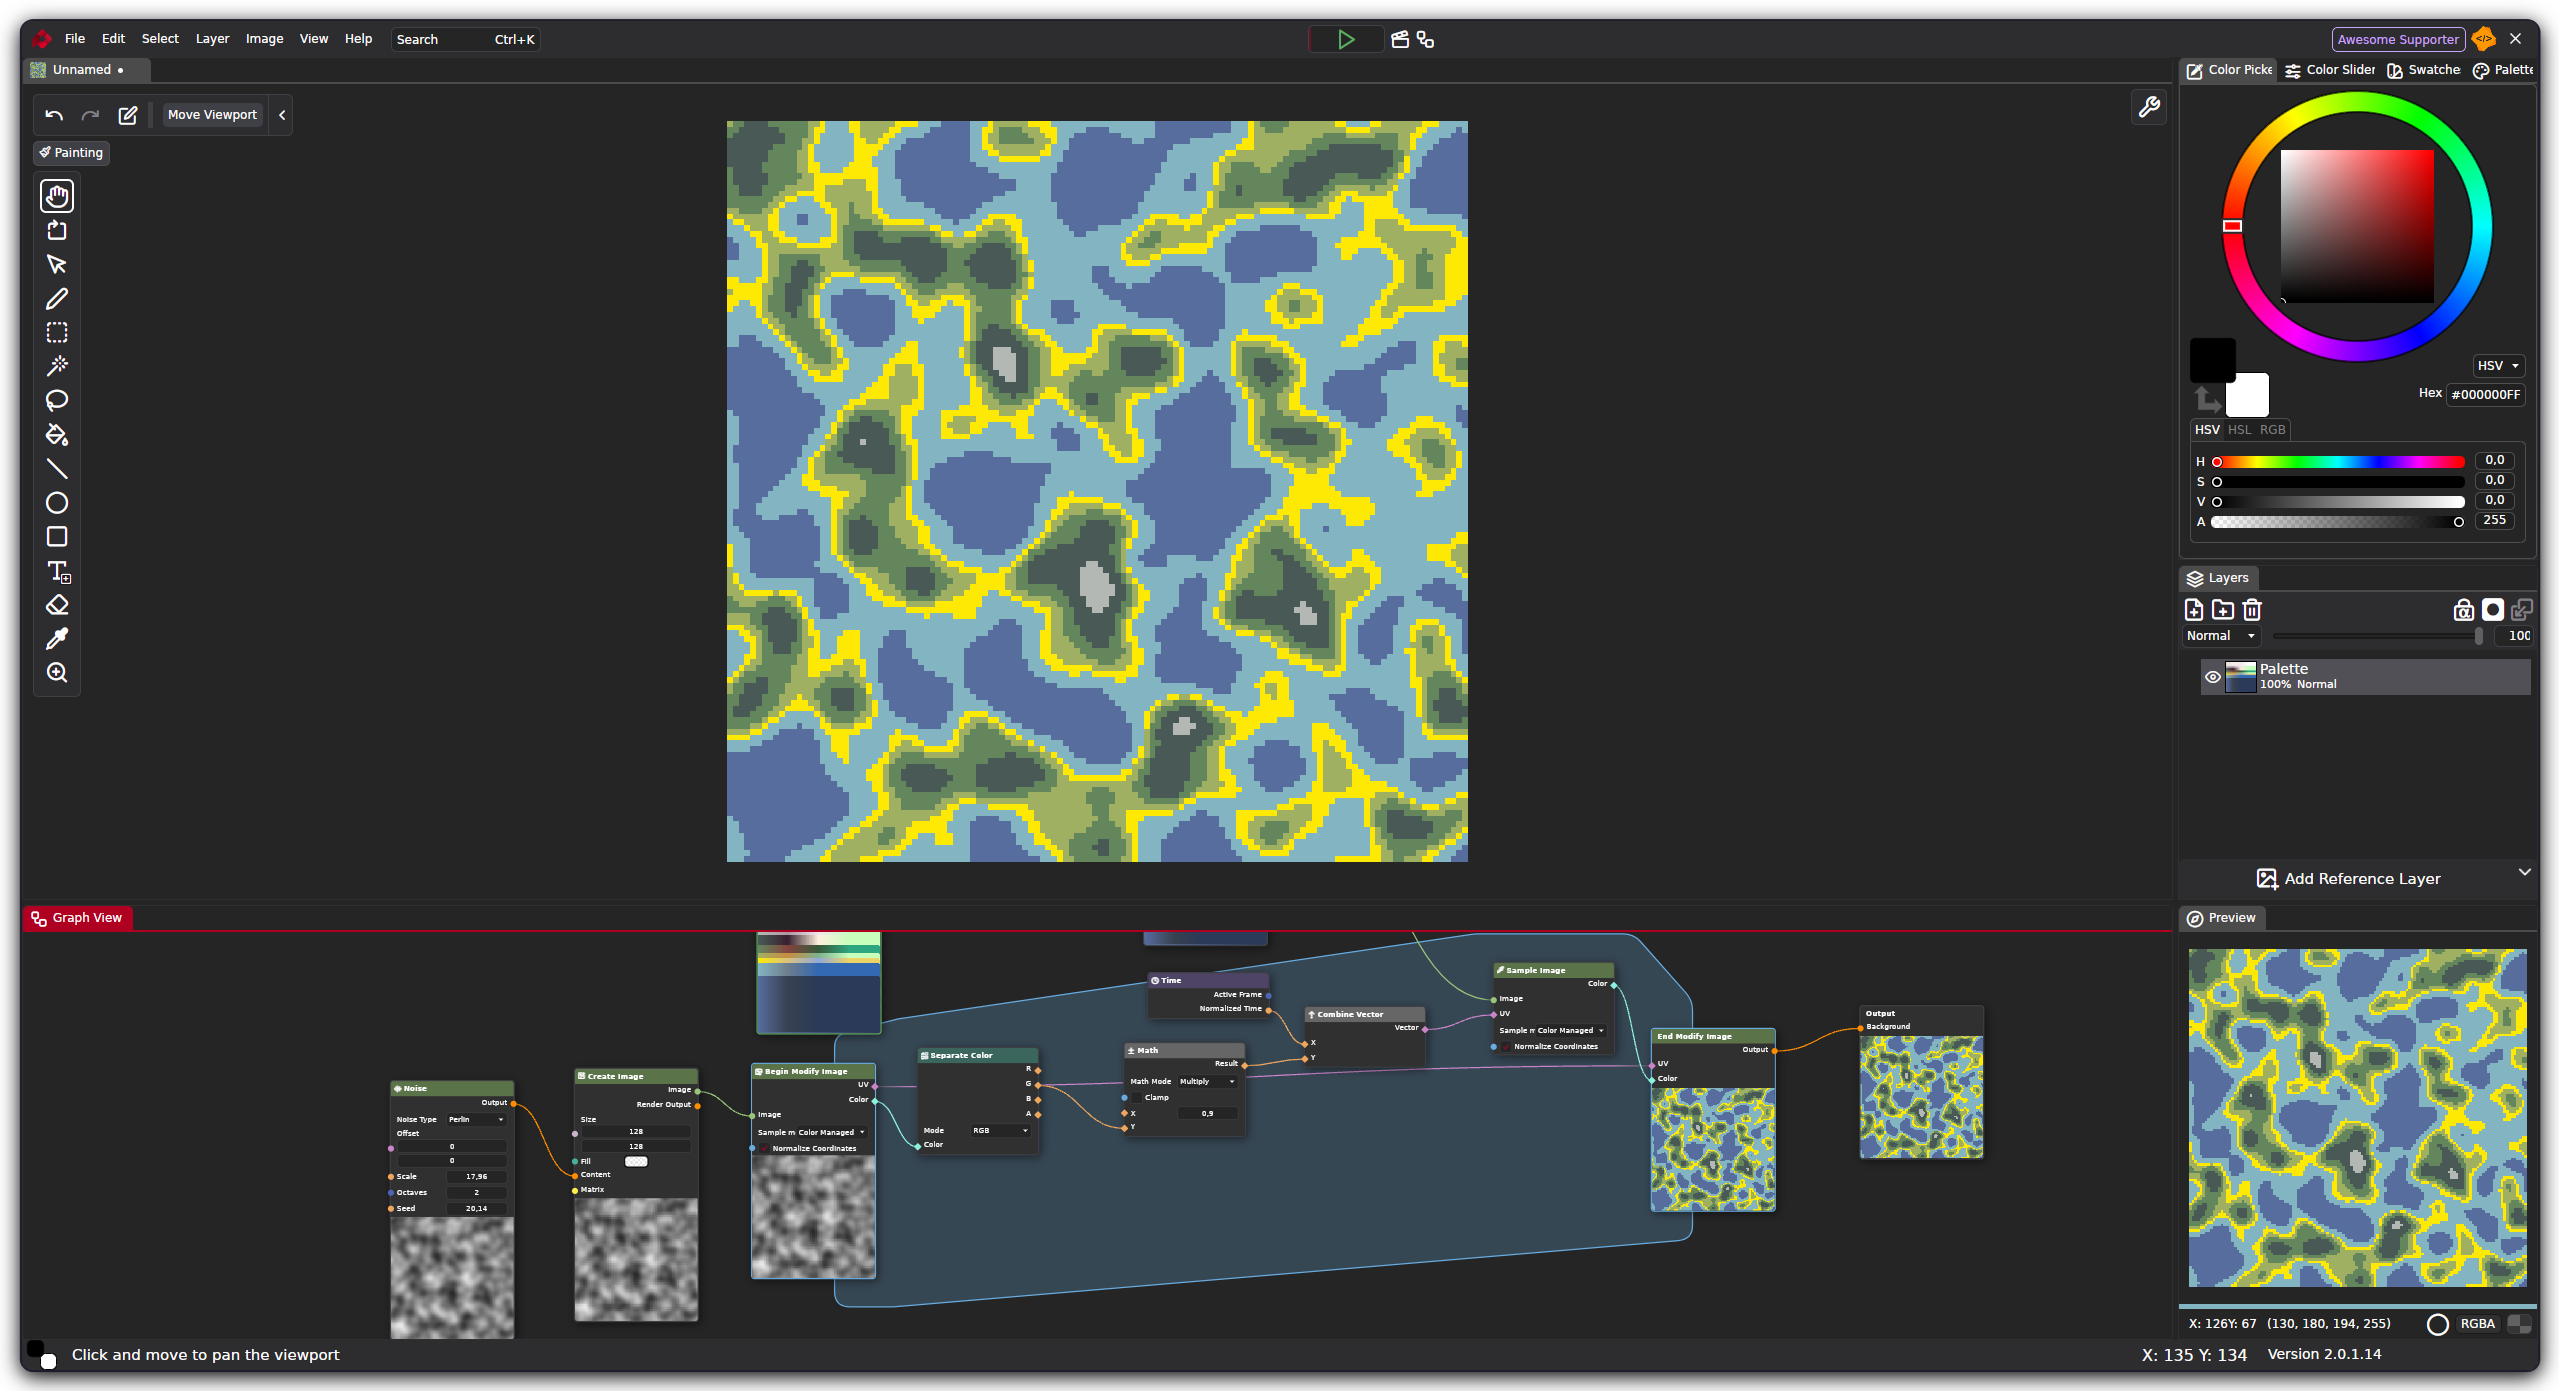 File Edit Select Layer Image View Help Search Ctrl+K
Awesome Supporter
Unnamed
Color Picke Color Slider Swatche Palette
Move Viewport
Painting
HSV
Hex #000000FF
HSV HSL RGB
H 0,0
S 0,0
V 0,0
A 255
Layers
Normal 100
Palette
100% Normal
Add Reference Layer
Graph View
Preview
Noise
Output
Noise Type Perlin
Offset
0
0
Scale 17,96
Octaves 2
Seed 20,14
Create Image
Image
Render Output
Size
128
128
Fill
Content
Matrix
Begin Modify Image
UV
Color
Image
Sample m Color Managed
Normalize Coordinates
Separate Color
R
G
B
A
Mode RGB
Color
Time
Active Frame
Normalized Time
Math
Result
Math Mode Multiply
Clamp
X 0,9
Y
Combine Vector
Vector
X
Y
Sample Image
Color
Image
UV
Sample m Color Managed
Normalize Coordinates
End Modify Image
Output
UV
Color
Output
Background
X: 126Y: 67 (130, 180, 194, 255) RGBA
Click and move to pan the viewport
X: 135 Y: 134 Version 2.0.1.14